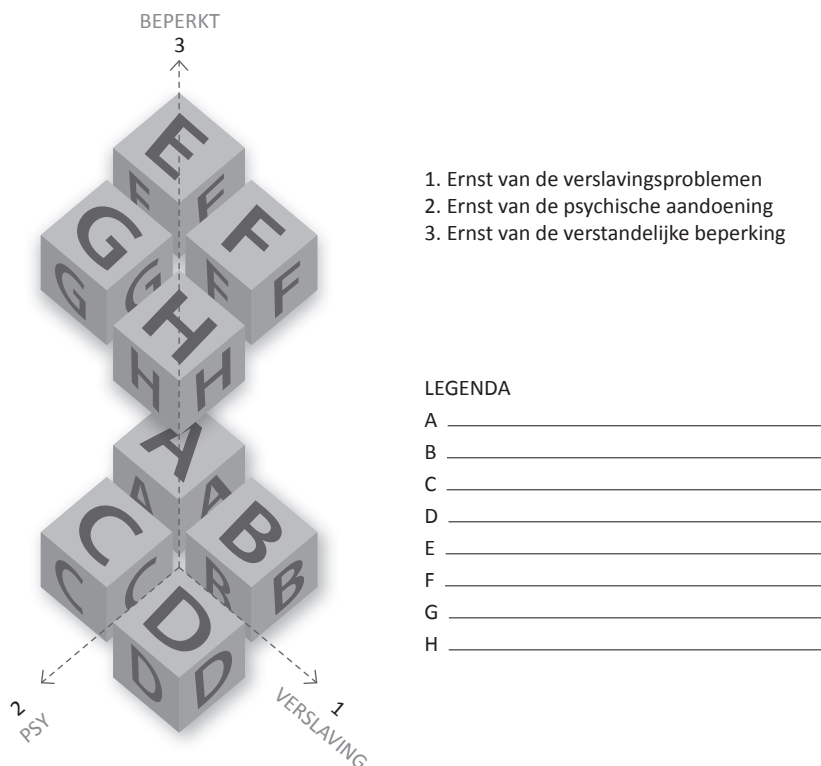 BEPERKT
3
E
E F
G F
G G F F
H
H H
A
A A
C B
C C B B
D
D D
2
PSY
1
VERSLAVING
1. Ernst van de verslavingsproblemen
2. Ernst van de psychische aandoening
3. Ernst van de verstandelijke beperking
LEGENDA
A
B
C
D
E
F
G
H